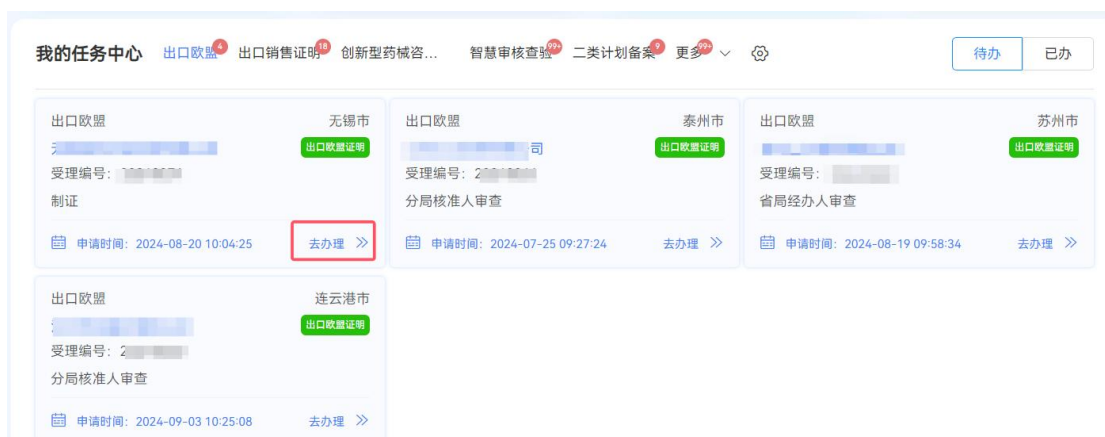 我的任务中心 出口欧盟 4 出口销售证明 18 创新型药械咨... 智慧审核查验 99+ 二类计划备案 9 更多 99+ 待办 已办
出口欧盟 无锡市
出口欧盟证明
受理编号：
制证
申请时间：2024-08-20 10:04:25 去办理
出口欧盟 泰州市
司 出口欧盟证明
受理编号：2
分局核准人审查
申请时间：2024-07-25 09:27:24 去办理
出口欧盟 苏州市
出口欧盟证明
受理编号：
省局经办人审查
申请时间：2024-08-19 09:58:34 去办理
出口欧盟 连云港市
出口欧盟证明
受理编号：2
分局核准人审查
申请时间：2024-09-03 10:25:08 去办理